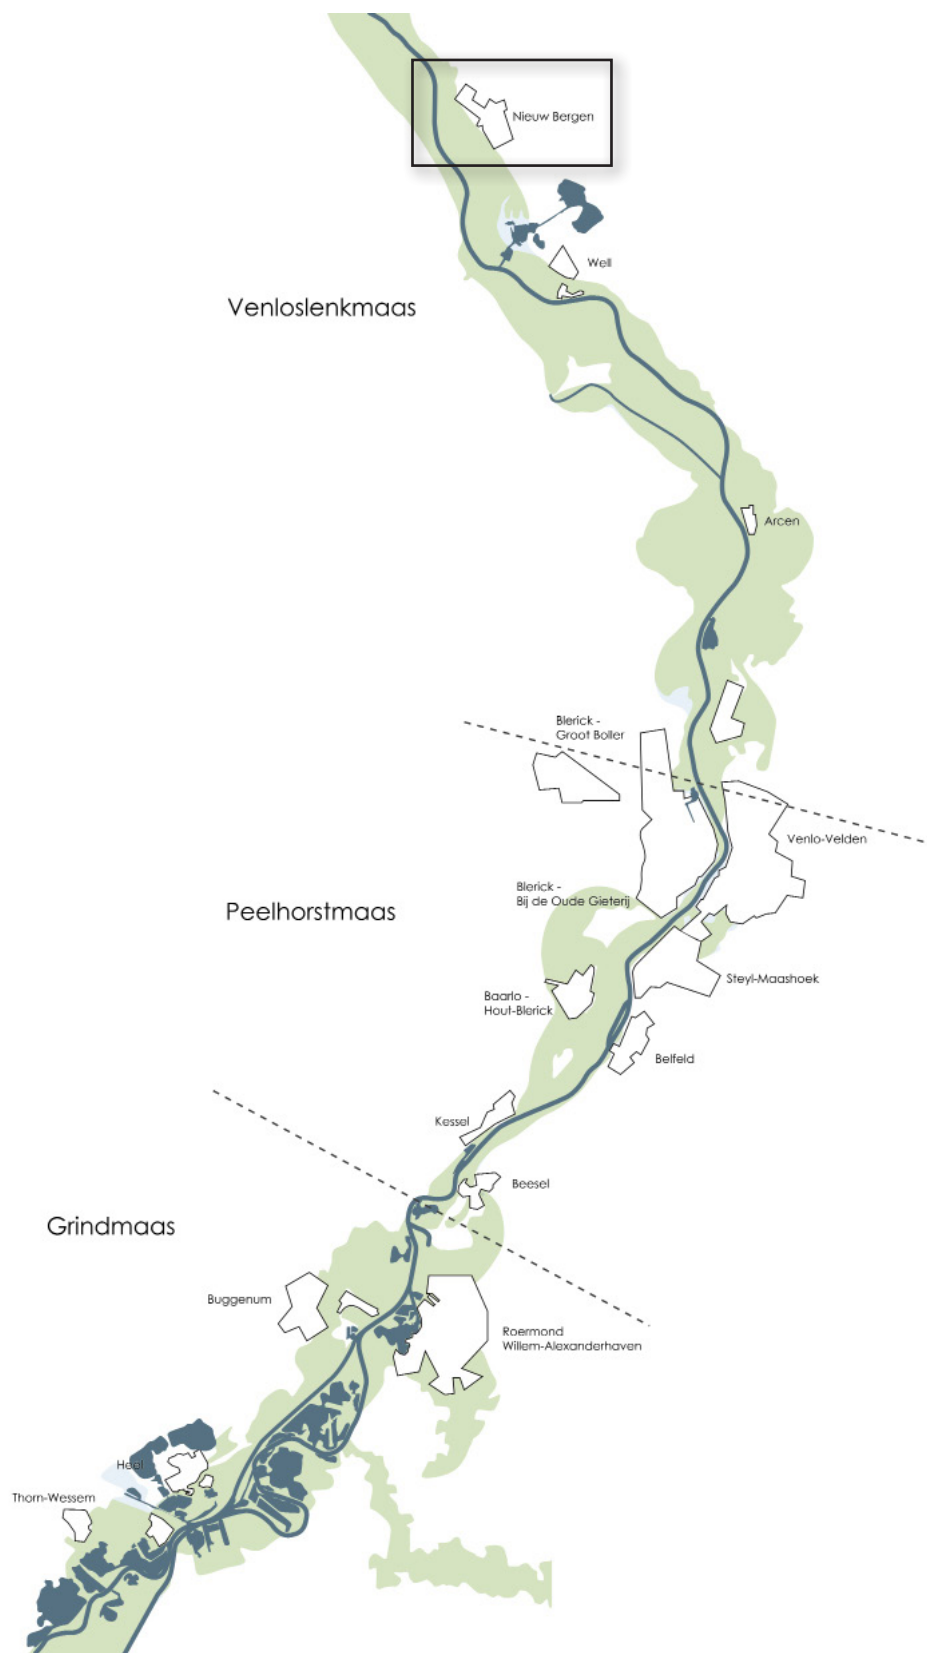 Nieuw Bergen
Well
Venloslenkmaas
Arcen
Blerick -
Groot Boller
Venlo-Velden
Blerick -
Bij de Oude Gieterij
Peelhorstmaas
Steyl-Maashoek
Baarlo -
Hout-Blerick
Belfeld
Kessel
Beesel
Grindmaas
Buggenum
Roermond
Willem-Alexanderhaven
Heel
Thorn-Wessem